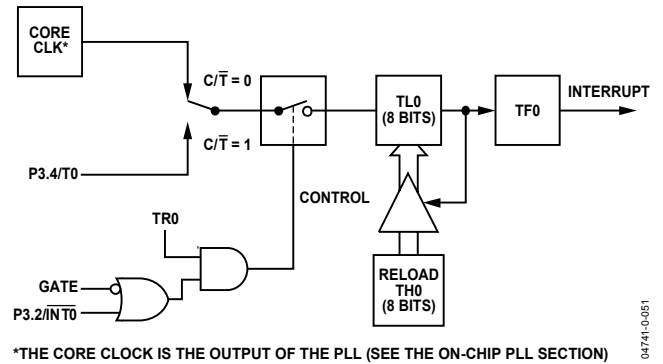 CORE
CLK*
C/T̅ = 0
C/T̅ = 1
P3.4/T0
TL0
(8 BITS)
TF0
INTERRUPT
CONTROL
TR0
GATE
P3.2/I̅N̅T̅0̅
RELOAD
TH0
(8 BITS)
*THE CORE CLOCK IS THE OUTPUT OF THE PLL (SEE THE ON-CHIP PLL SECTION)
04741-0-051